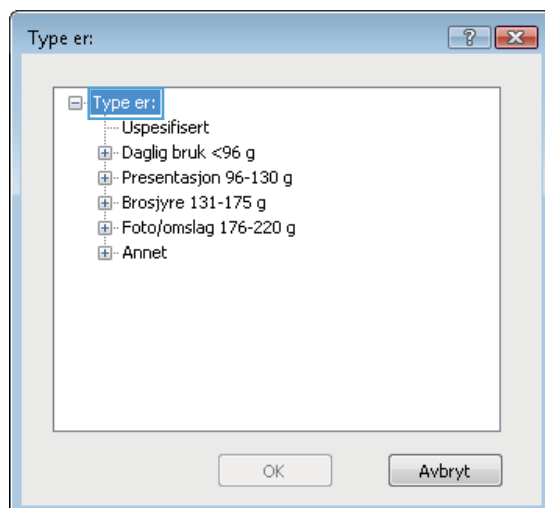 Type er:
Type er:
Uspesifisert
Daglig bruk <96 g
Presentasjon 96-130 g
Brosjyre 131-175 g
Foto/omslag 176-220 g
Annet
OK
Avbryt